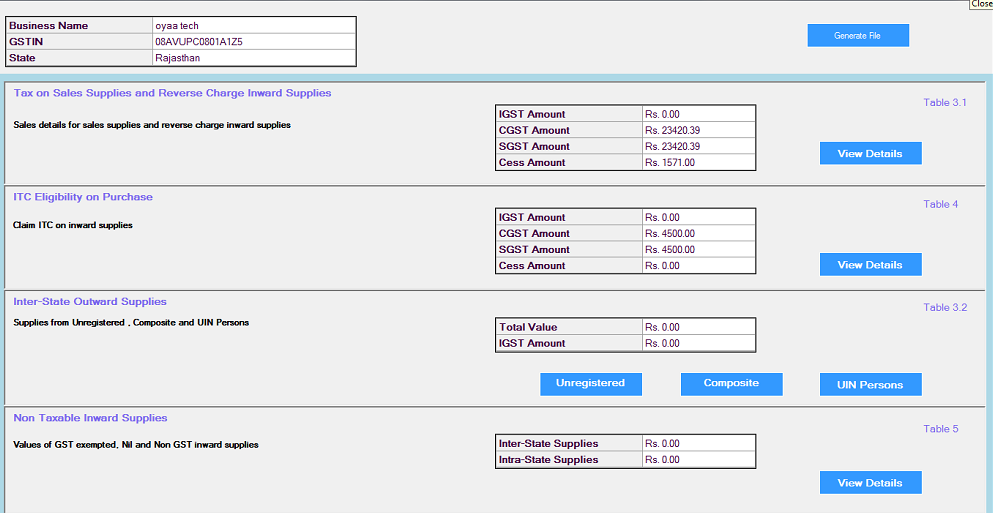 Close
Business Name oyaa tech
GSTIN 08AVUPC0801A1Z5
State Rajasthan
Generate File
Tax on Sales Supplies and Reverse Charge Inward Supplies
Table 3.1
Sales details for sales supplies and reverse charge inward supplies
IGST Amount Rs. 0.00
CGST Amount Rs. 23420.39
SGST Amount Rs. 23420.39
Cess Amount Rs. 1571.00
View Details
ITC Eligibility on Purchase
Table 4
Claim ITC on inward supplies
IGST Amount Rs. 0.00
CGST Amount Rs. 4500.00
SGST Amount Rs. 4500.00
Cess Amount Rs. 0.00
View Details
Inter-State Outward Supplies
Table 3.2
Supplies from Unregistered , Composite and UIN Persons
Total Value Rs. 0.00
IGST Amount Rs. 0.00
Unregistered Composite UIN Persons
Non Taxable Inward Supplies
Table 5
Values of GST exempted, Nil and Non GST inward supplies
Inter-State Supplies Rs. 0.00
Intra-State Supplies Rs. 0.00
View Details